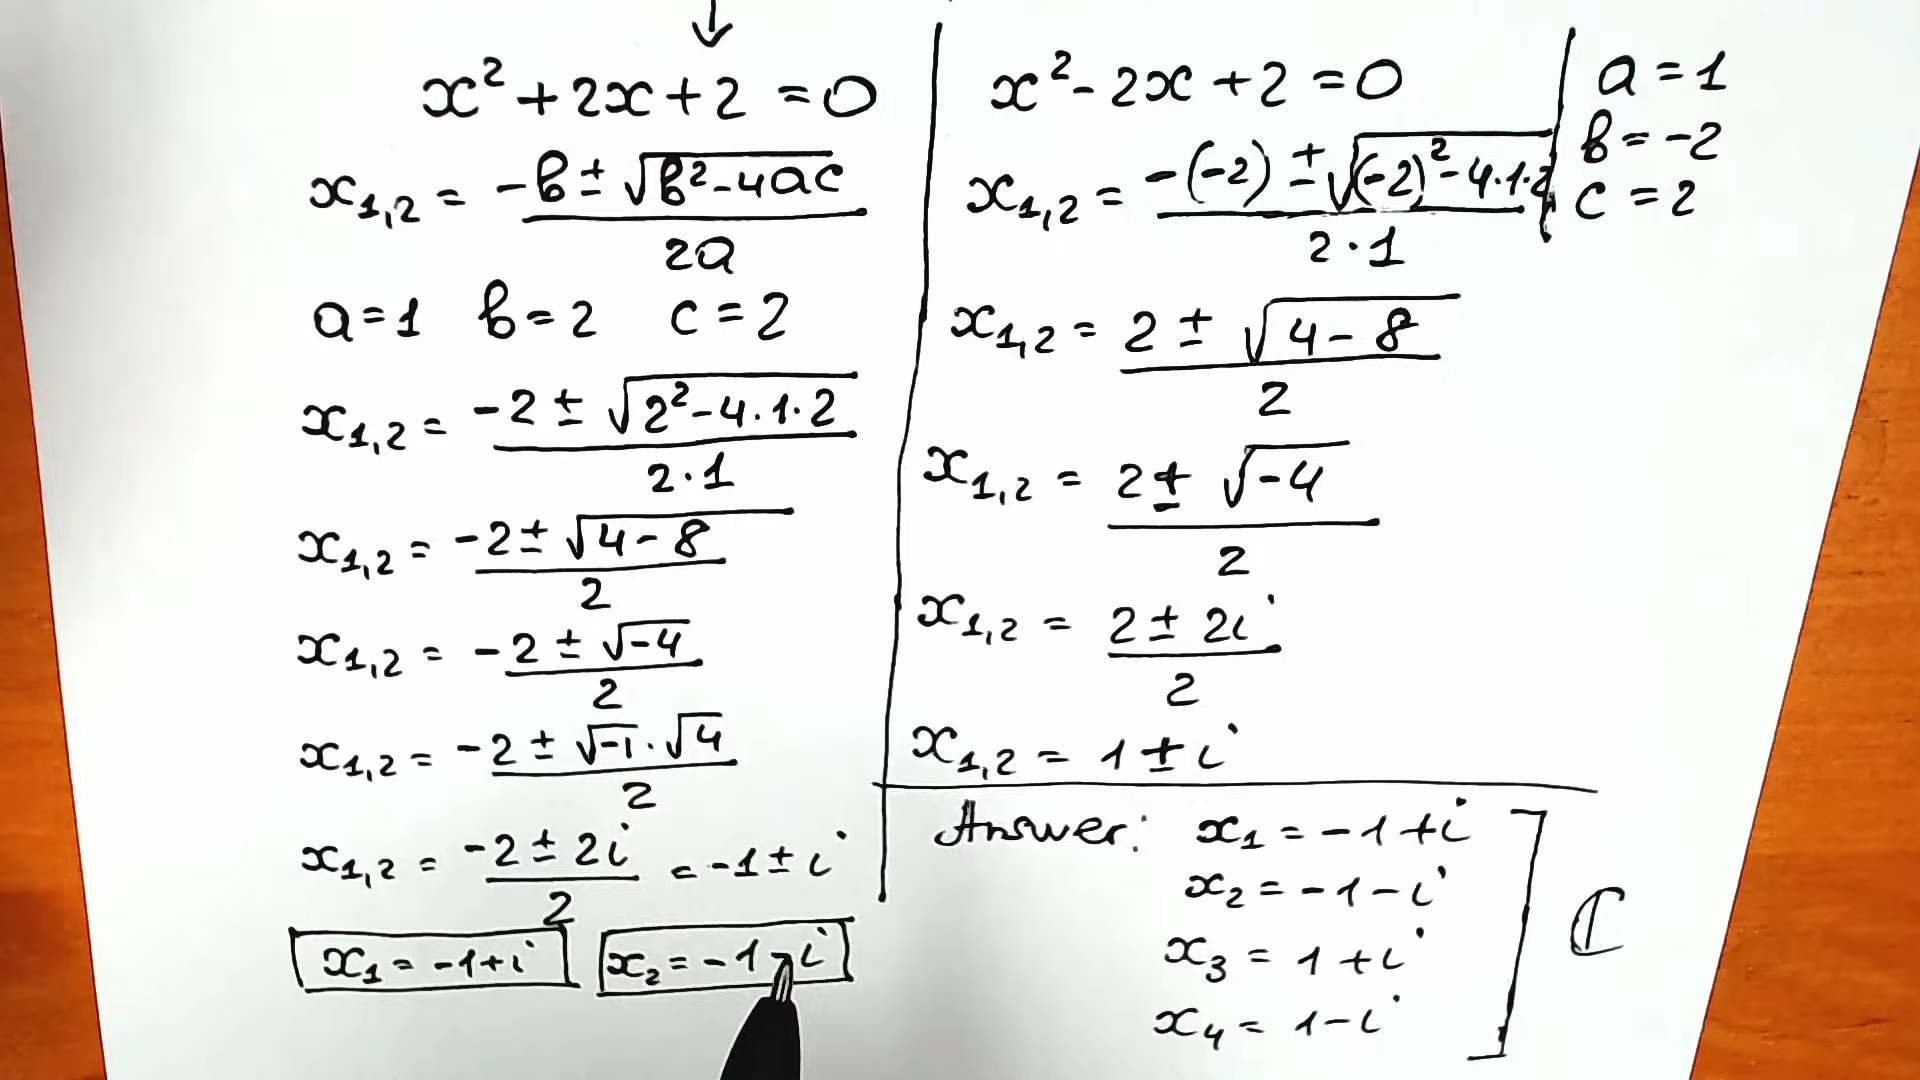 x² + 2x + 2 = 0
x₁,₂ = (-в ± √(в² - 4ac)) / 2a
a = 1 в = 2 c = 2
x₁,₂ = (-2 ± √(2² - 4·1·2)) / 2·1
x₁,₂ = (-2 ± √(4 - 8)) / 2
x₁,₂ = (-2 ± √-4) / 2
x₁,₂ = (-2 ± √-1 · √4) / 2
x₁,₂ = (-2 ± 2i) / 2 = -1 ± i
x₁ = -1 + i x₂ = -1 - i
x² - 2x + 2 = 0
x₁,₂ = (-(-2) ± √((-2)² - 4·1·2)) / 2·1
a = 1
в = -2
c = 2
x₁,₂ = (2 ± √(4 - 8)) / 2
x₁,₂ = (2 ± √-4) / 2
x₁,₂ = (2 ± 2i) / 2
x₁,₂ = 1 ± i
Answer: x₁ = -1 + i
x₂ = -1 - i
x₃ = 1 + i
x₄ = 1 - i
ℂ